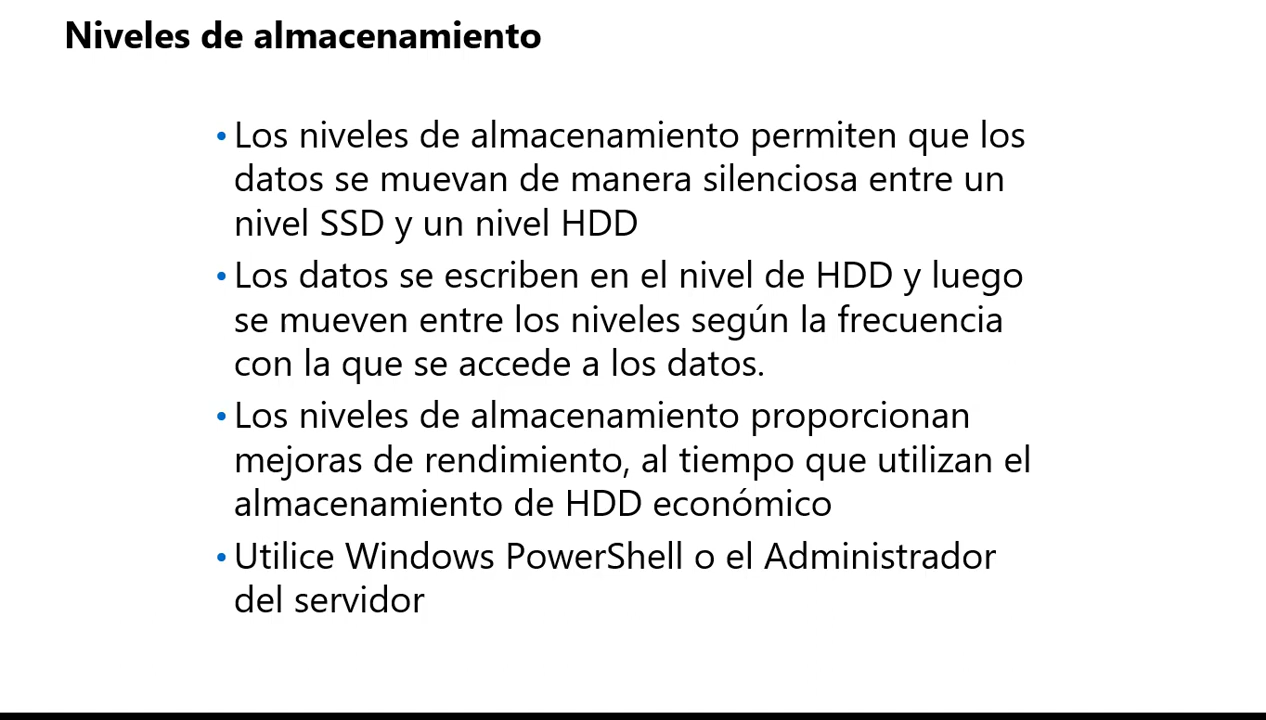 Niveles de almacenamiento
• Los niveles de almacenamiento permiten que los
datos se muevan de manera silenciosa entre un
nivel SSD y un nivel HDD
• Los datos se escriben en el nivel de HDD y luego
se mueven entre los niveles según la frecuencia
con la que se accede a los datos.
• Los niveles de almacenamiento proporcionan
mejoras de rendimiento, al tiempo que utilizan el
almacenamiento de HDD económico
• Utilice Windows PowerShell o el Administrador
del servidor